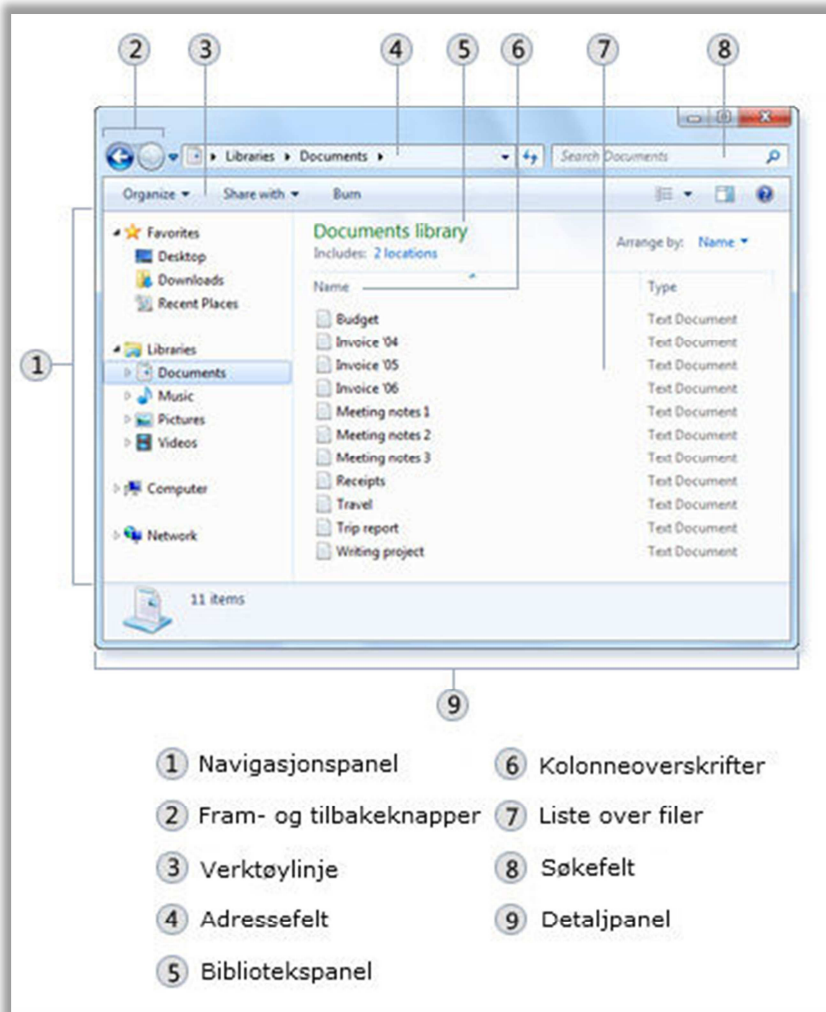 2 3 4 5 6 7 8
Libraries Documents Search Documents
Organize Share with Burn
Favorites
Desktop
Downloads
Recent Places
Libraries
Documents
Music
Pictures
Videos
Computer
Network
Documents library
Includes: 2 locations
Arrange by: Name
Name Type
Budget Text Document
Invoice '04 Text Document
Invoice '05 Text Document
Invoice '06 Text Document
Meeting notes 1 Text Document
Meeting notes 2 Text Document
Meeting notes 3 Text Document
Receipts Text Document
Travel Text Document
Trip report Text Document
Writing project Text Document
1
11 items
9
1 Navigasjonspanel
2 Fram- og tilbakeknapper
3 Verktøylinje
4 Adressefelt
5 Bibliotekspanel
6 Kolonneoverskrifter
7 Liste over filer
8 Søkefelt
9 Detaljpanel